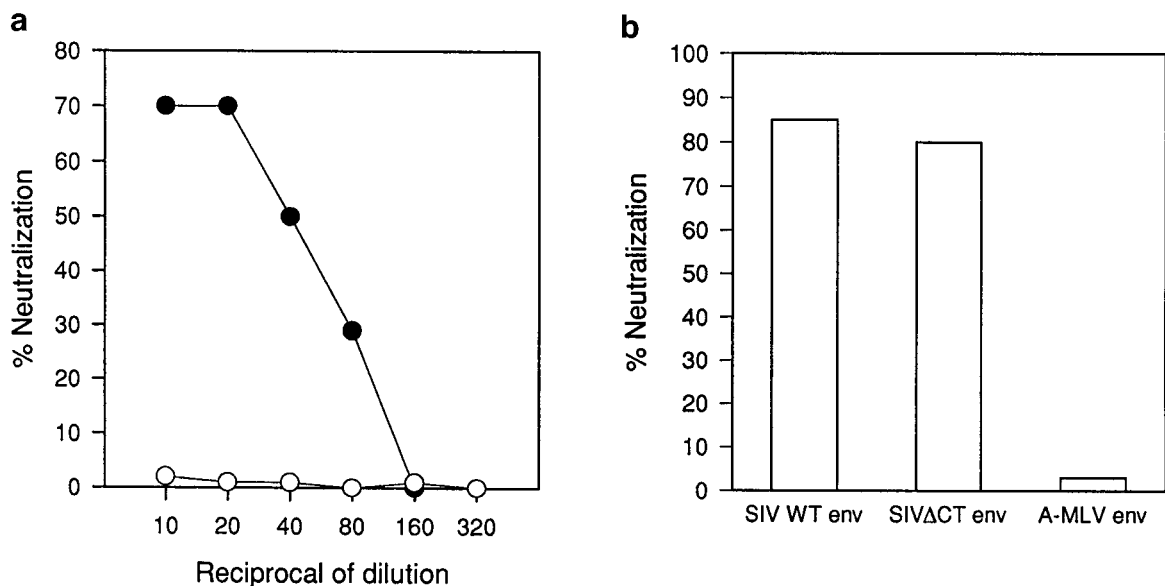 a
80
70
60
50
40
30
20
10
0
% Neutralization
10 20 40 80 160 320
Reciprocal of dilution
b
100
90
80
70
60
50
40
30
20
10
0
% Neutralization
SIV WT env SIVΔCT env A-MLV env